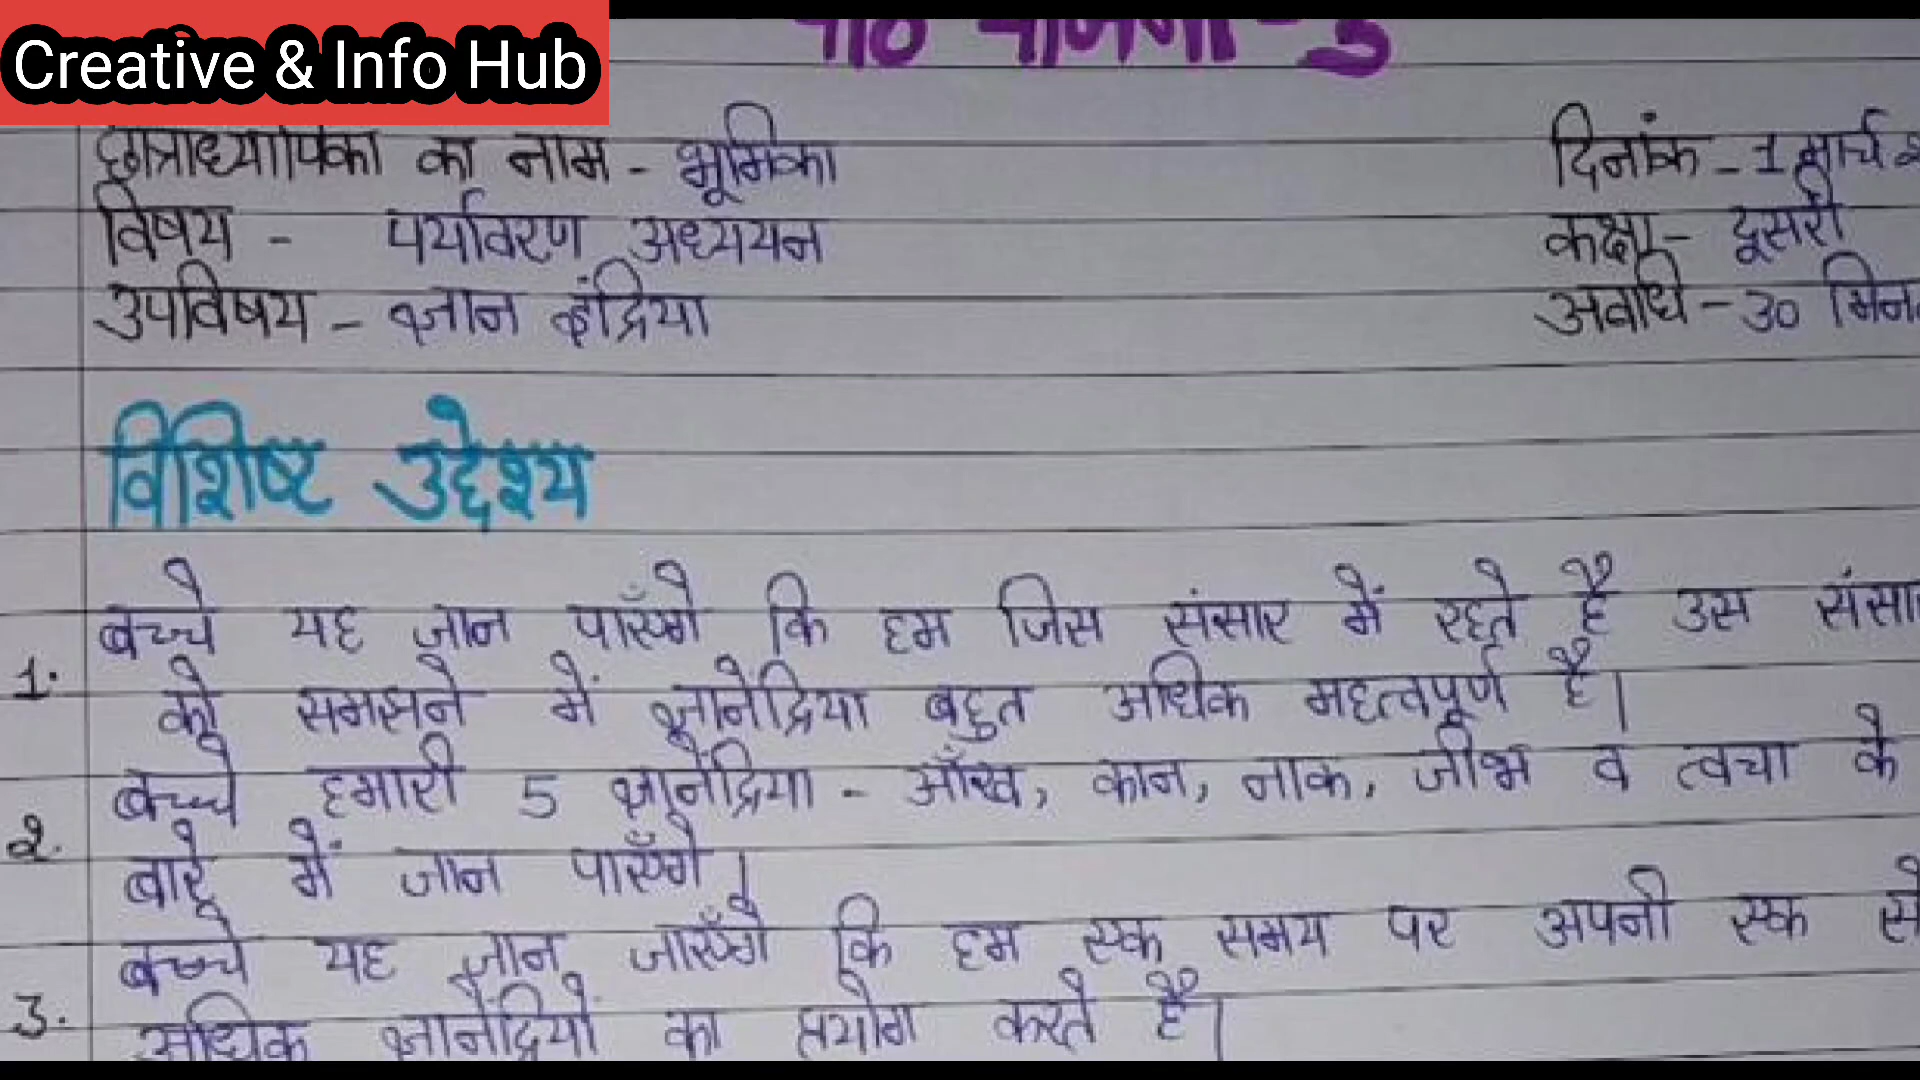 Creative & Info Hub
पाठ योजना - 5
छात्राध्यापिका का नाम - भूमिका
दिनांक - 1 मार्च
विषय - पर्यावरण अध्ययन
कक्षा - दूसरी
उपविषय - ज्ञान इंद्रिया
अवधि - 30
विशिष्ट उद्देश्य
1. बच्चे यह जान पाएँगे कि हम जिस संसार में रहते है उस
को समझने में ज्ञानेंद्रिया बहुत अधिक महत्वपूर्ण है।
2. बच्चे हमारी 5 ज्ञानेंद्रिया - आँख, कान, नाक, जीभ व त्वचा के
बारे में जान पाएँगे।
3. बच्चे यह जान जाएँगे कि हम एक समय पर अपनी एक से
अधिक ज्ञानेंद्रियों का प्रयोग करते है।